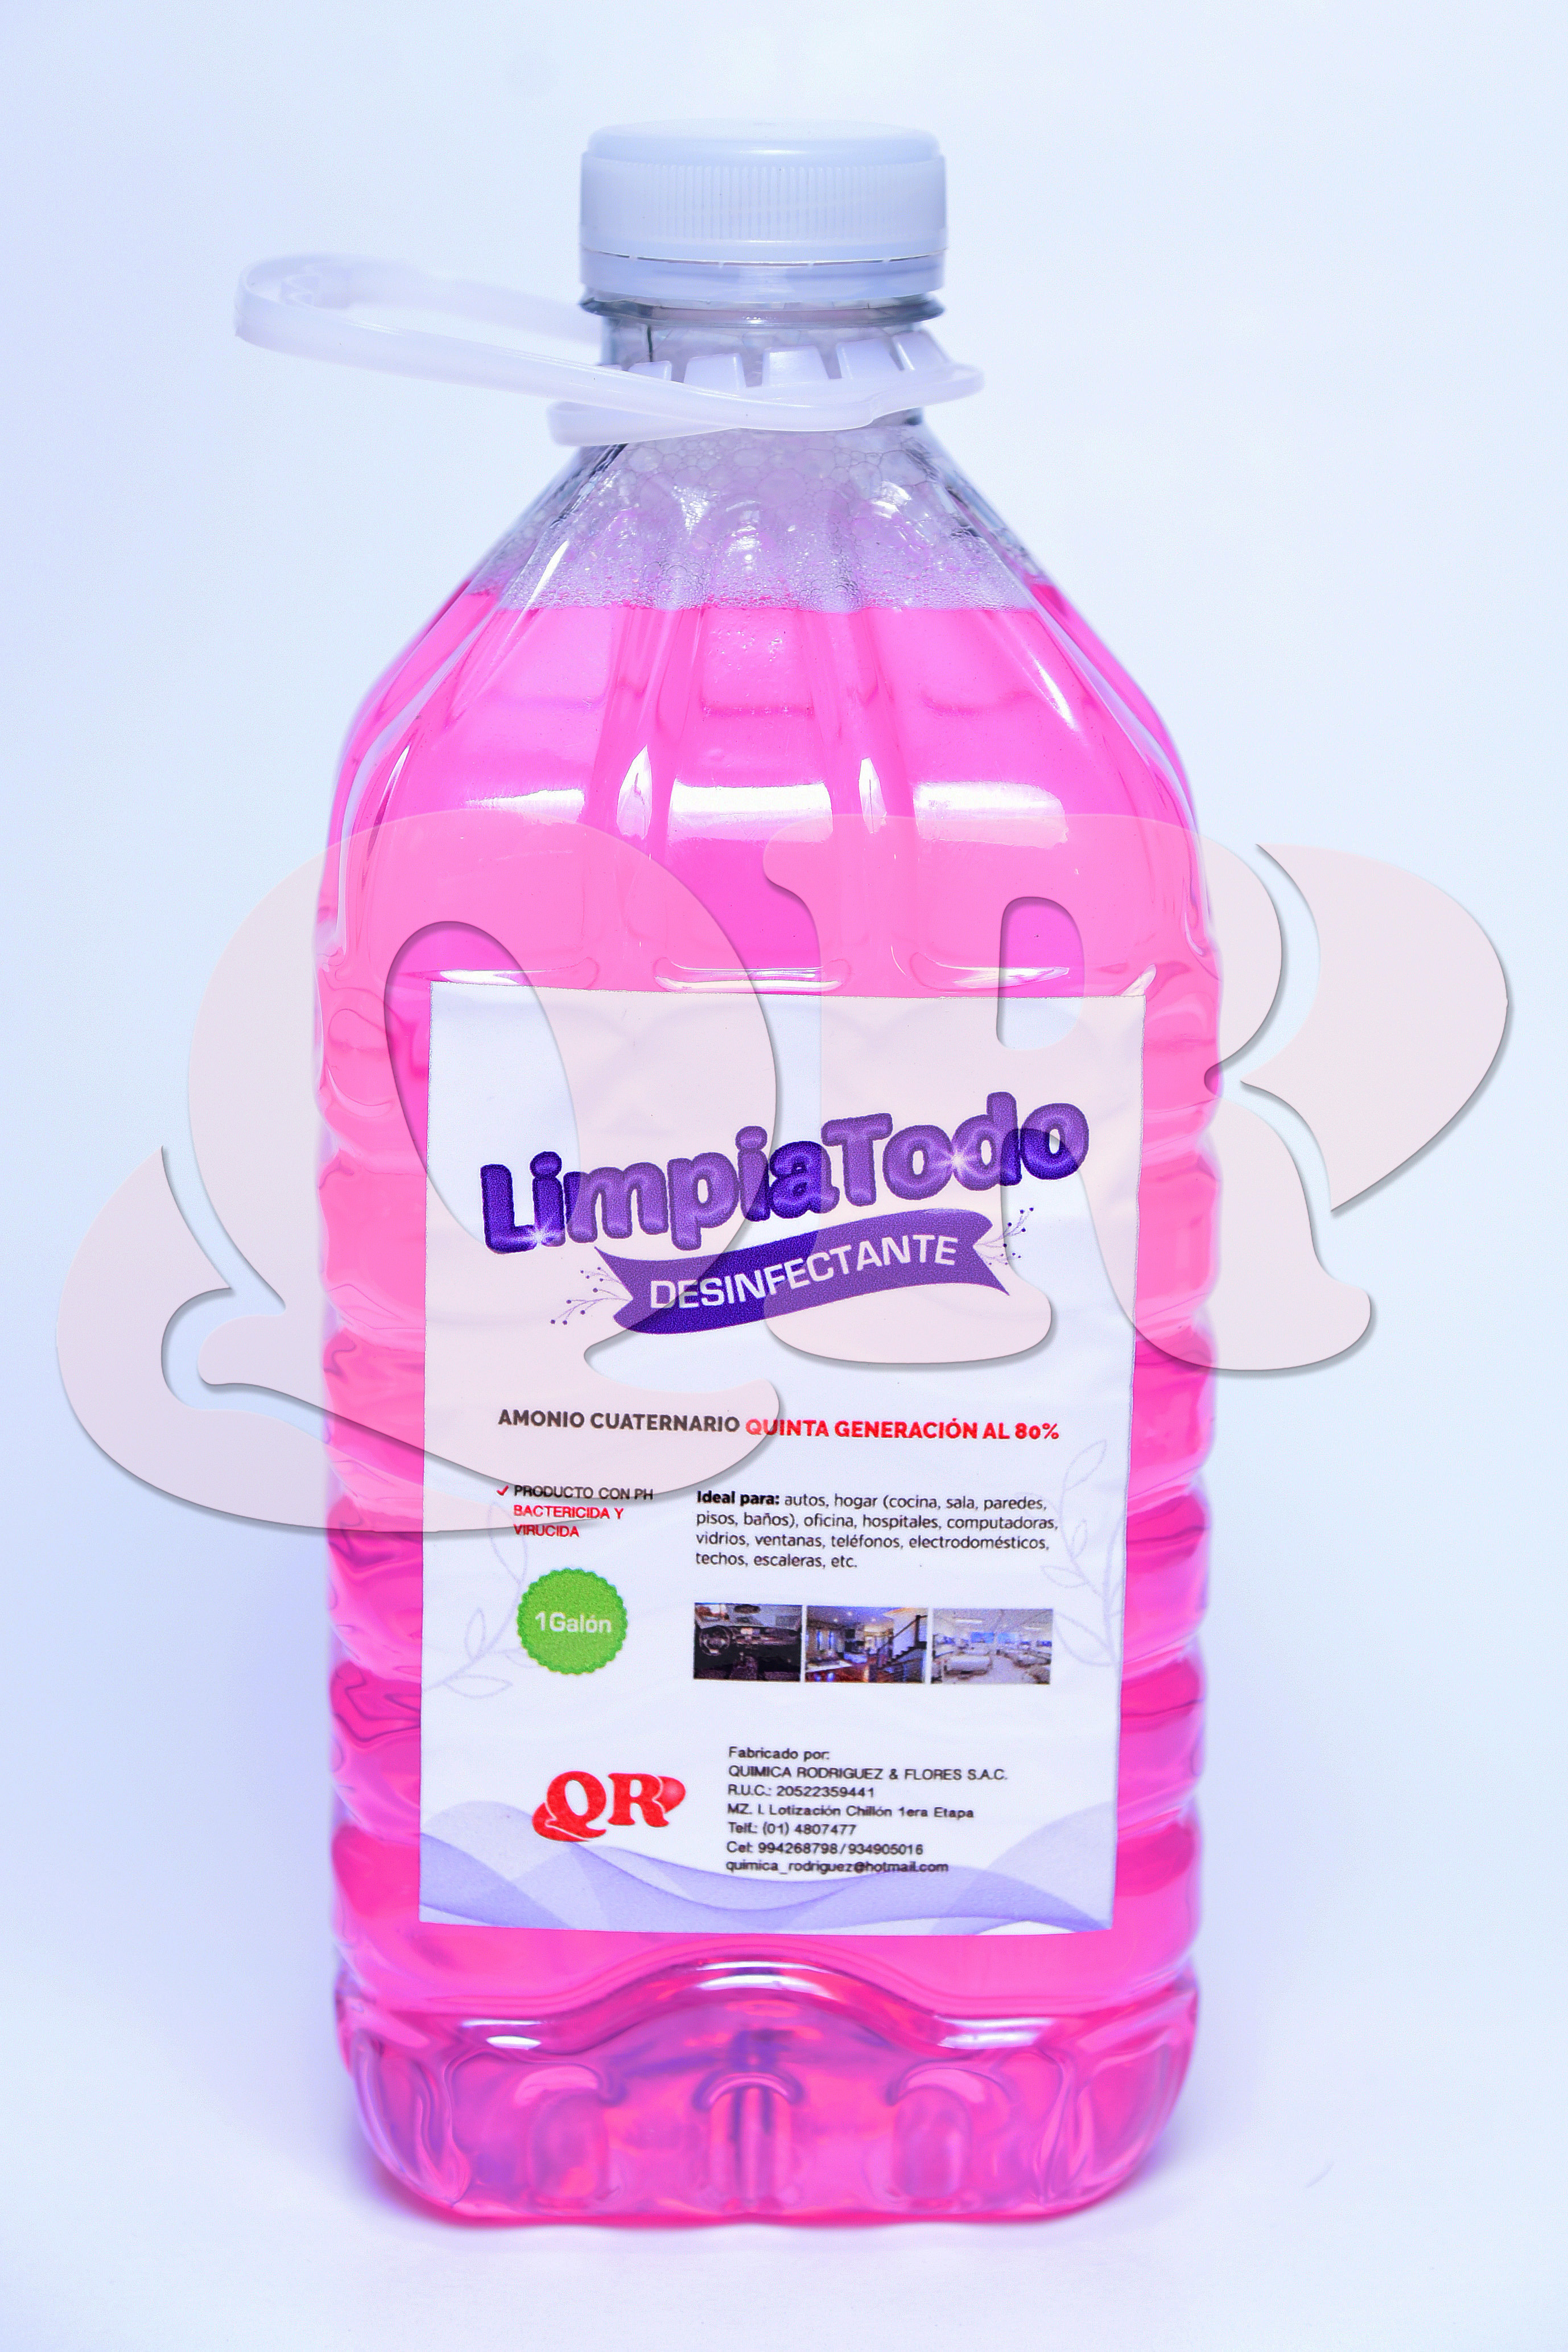 LimpiaTodo
DESINFECTANTE
AMONIO CUATERNARIO QUINTA GENERACIÓN AL 80%
✓ PRODUCTO CON PH
BACTERICIDA Y
VIRUCIDA
1Galón
Ideal para: autos, hogar (cocina, sala, paredes,
pisos, baños), oficina, hospitales, computadoras,
vidrios, ventanas, teléfonos, electrodomésticos,
techos, escaleras, etc.
QR
Fabricado por:
QUIMICA RODRIGUEZ & FLORES S.A.C.
R.U.C.: 20522359441
MZ. I. Lotización Chillón 1era Etapa
Telf.: (01) 4807477
Cel: 994268798/934905016
quimica_rodriguez@hotmail.com
QR